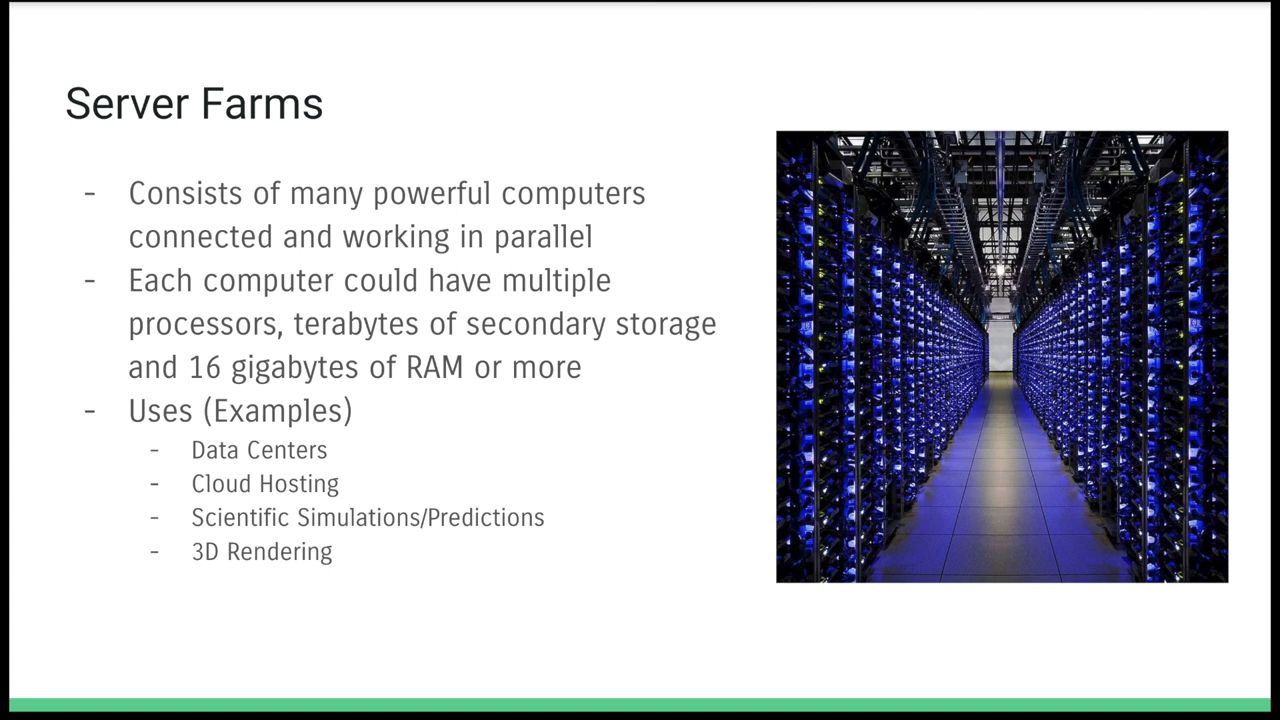 Server Farms
- Consists of many powerful computers
connected and working in parallel
- Each computer could have multiple
processors, terabytes of secondary storage
and 16 gigabytes of RAM or more
- Uses (Examples)
- Data Centers
- Cloud Hosting
- Scientific Simulations/Predictions
- 3D Rendering